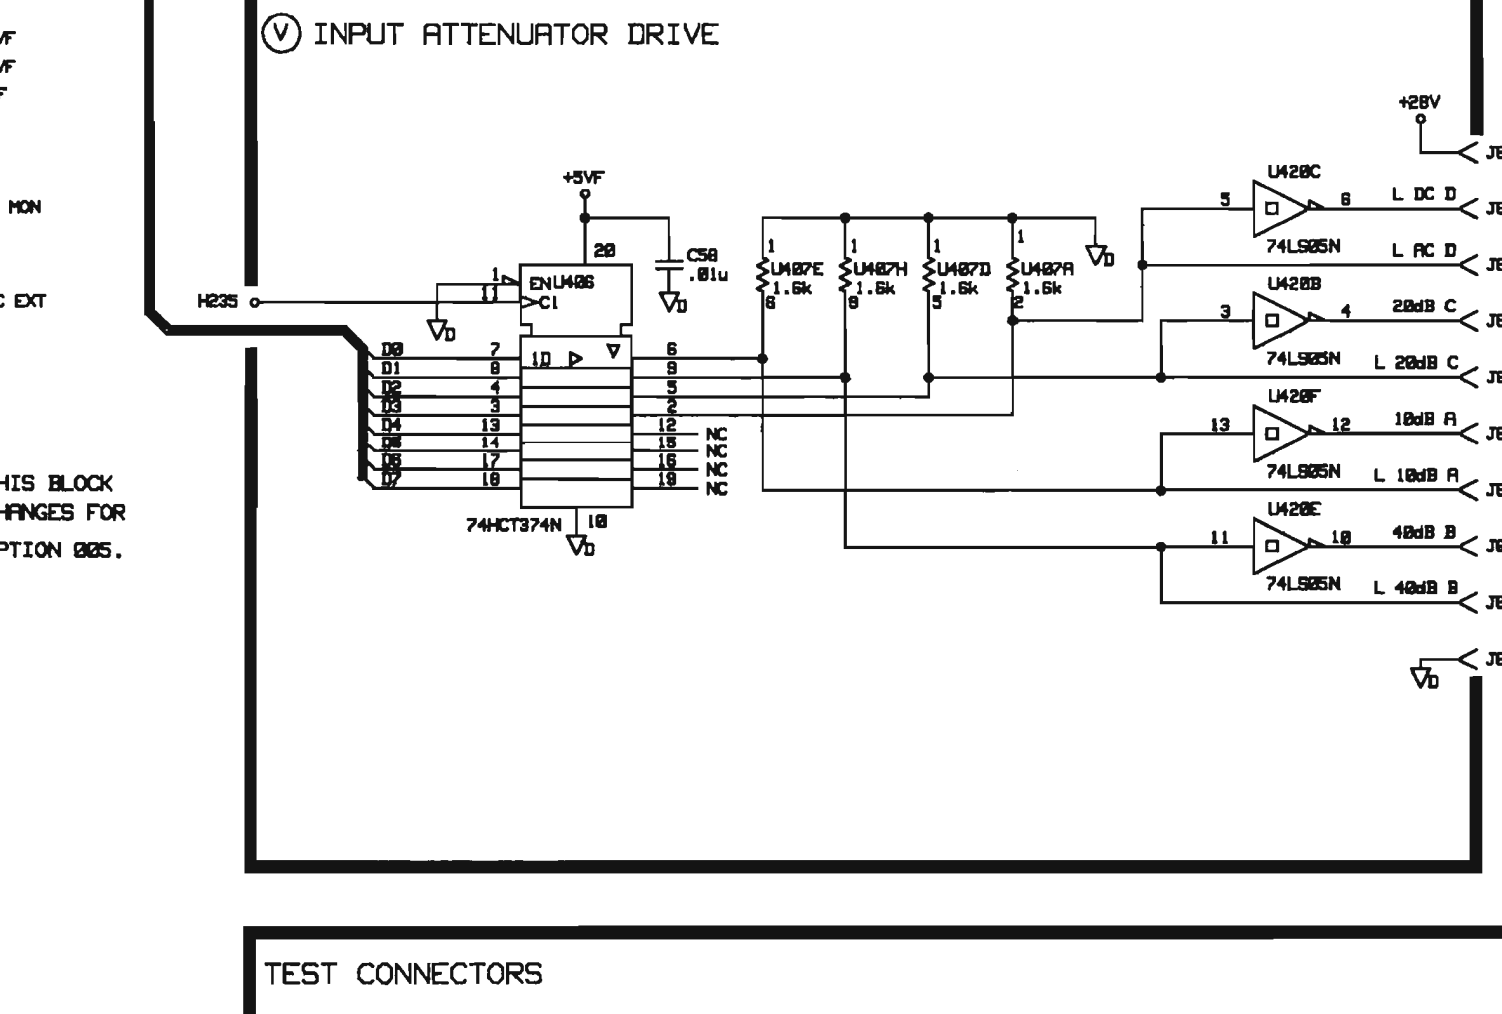 V INPUT ATTENUATOR DRIVE
VF
VF
F
MON
C EXT
HIS BLOCK
HANGES FOR
PTION 005.
+28V
+5VF
20
C58
.01u
1
EN U406
11
C1
H235
D
D
1
1
1
1
U407E
U407H
U407D
U407A
1.6k
1.6k
1.6k
1.6k
6
8
5
2
D
U420C
5
6
L DC D
74LS05N
L AC D
U420B
3
4
20dB C
74LS05N
L 20dB C
U420F
13
12
10dB A
74LS05N
L 10dB A
U420E
11
10
40dB B
74LS05N
L 40dB B
D
D0 7 1D 6
D1 8 9
D2 4 5
D3 3 2
D4 13 12 NC
D5 14 15 NC
D6 17 16 NC
D7 18 19 NC
74HCT374N
10
D
TEST CONNECTORS